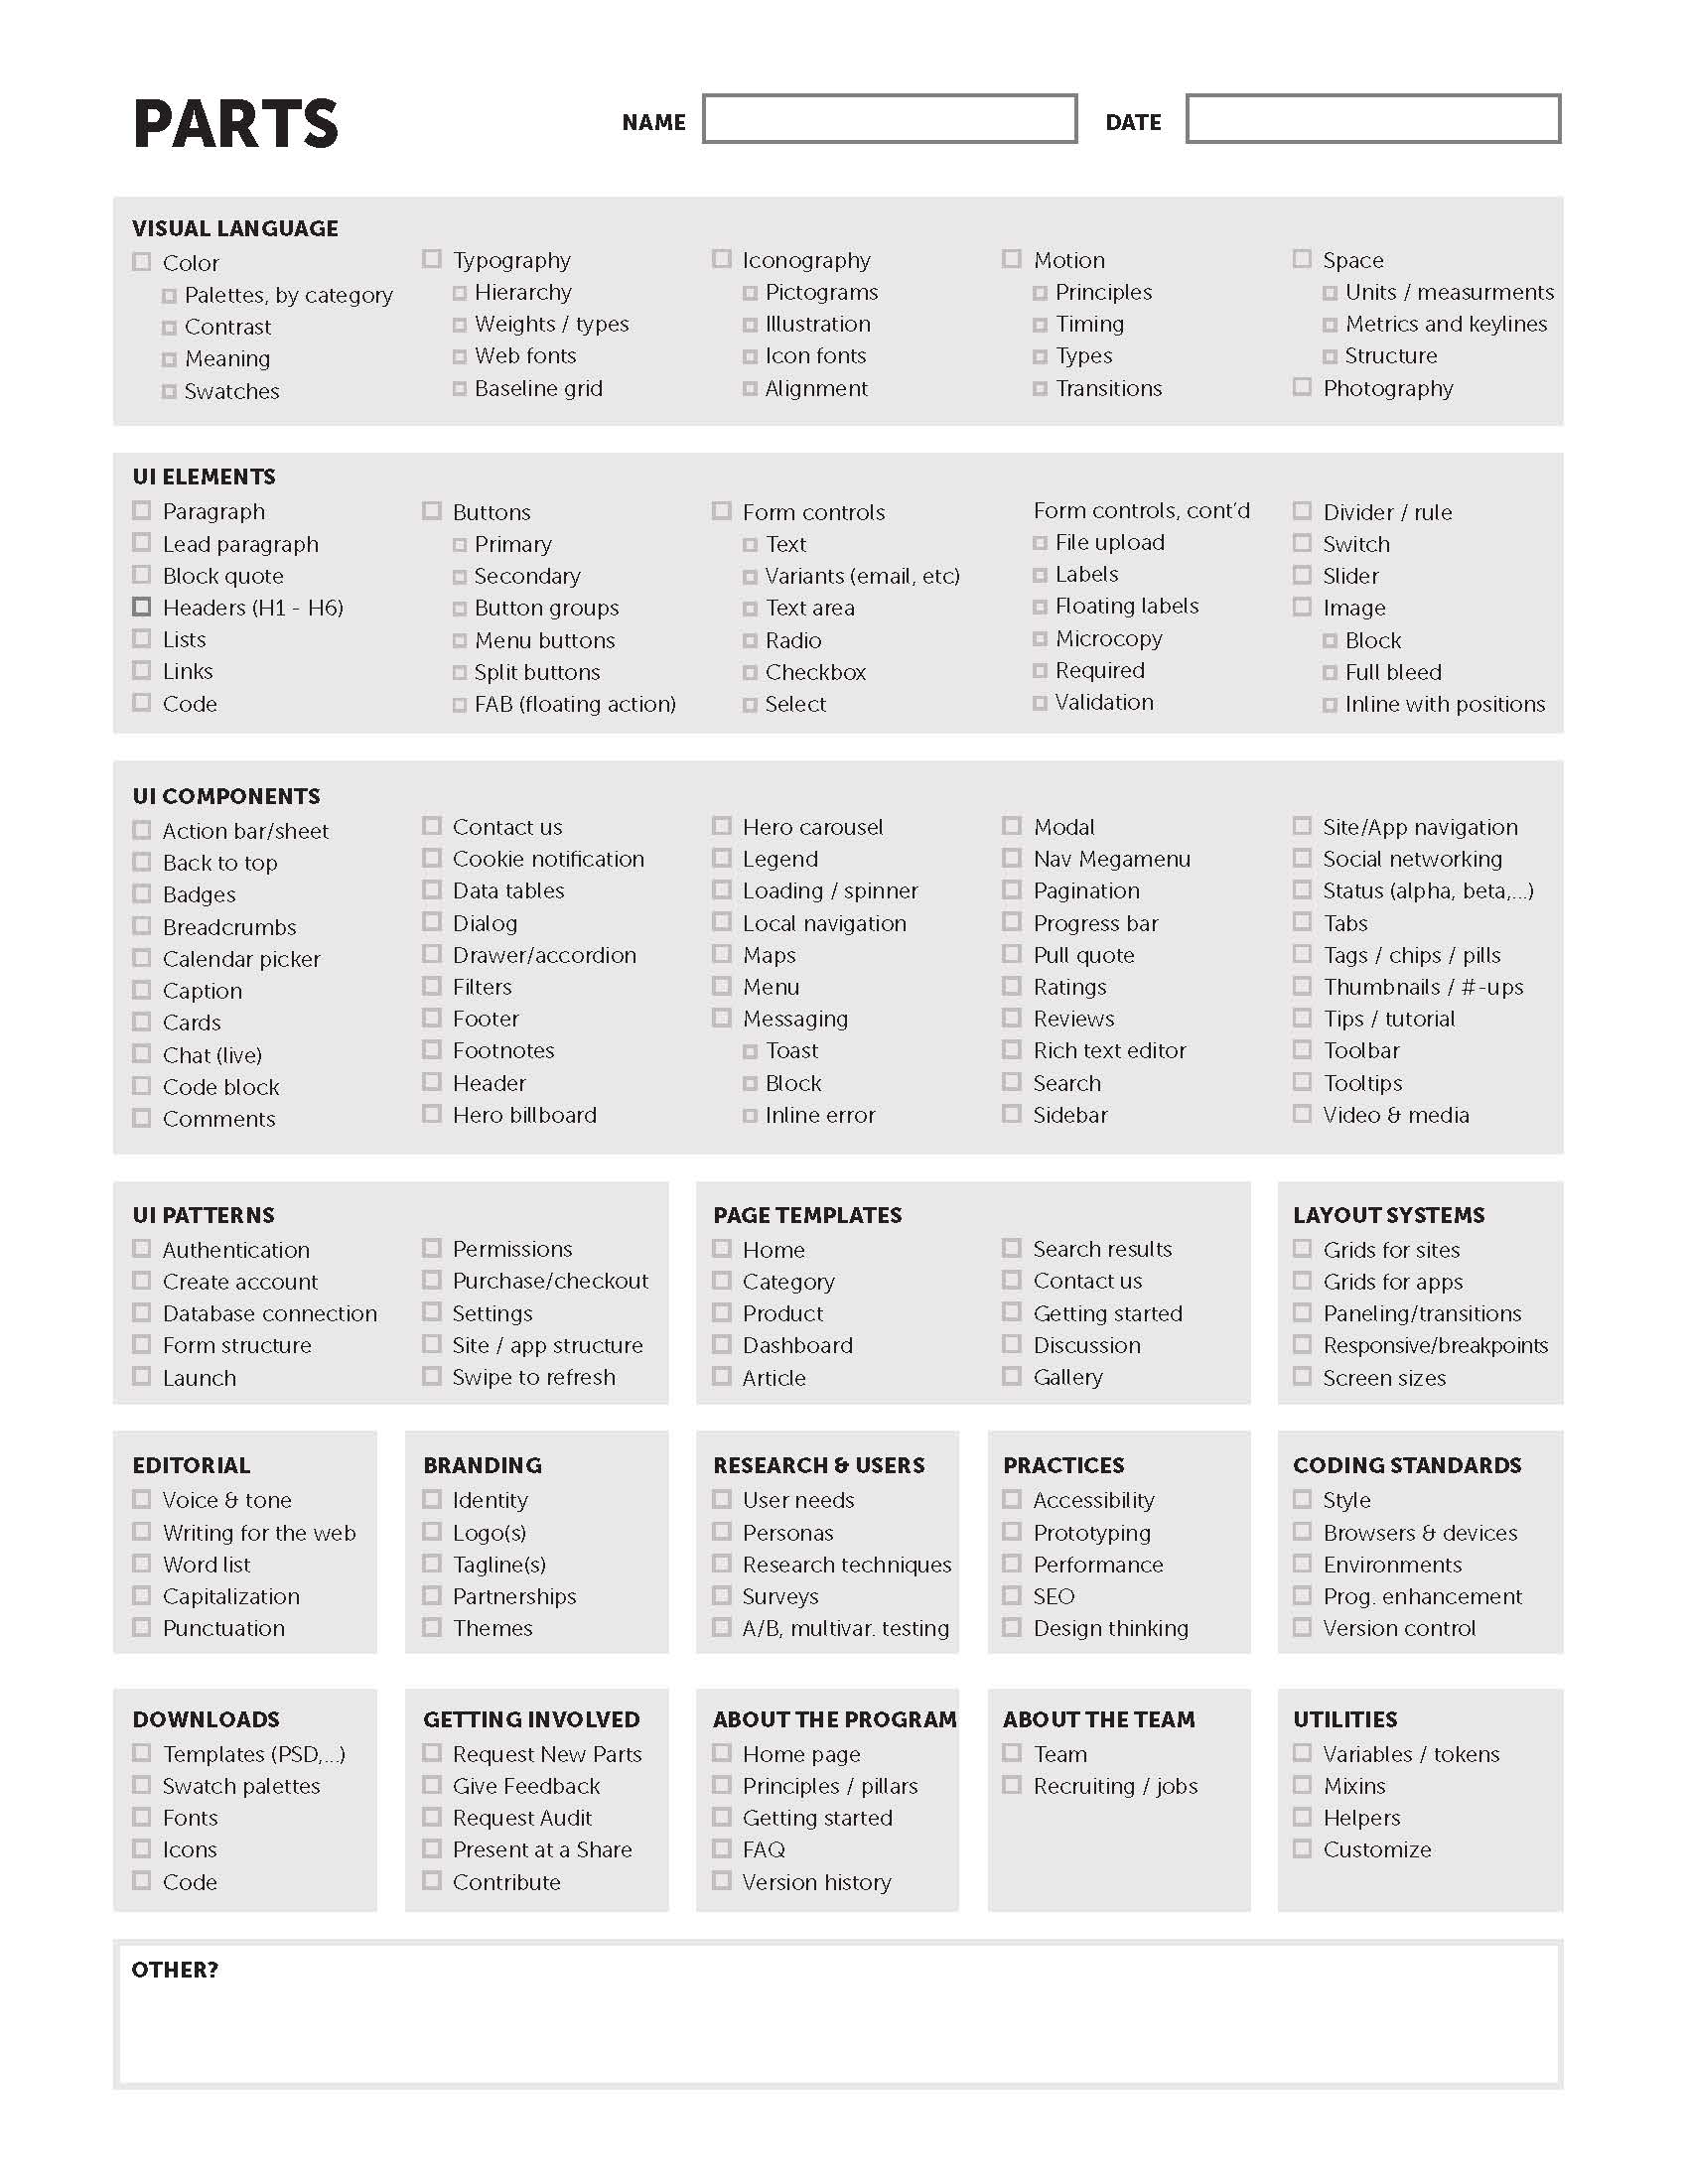 PARTS
NAME
DATE
VISUAL LANGUAGE
Color
Palettes, by category
Contrast
Meaning
Swatches
Typography
Hierarchy
Weights / types
Web fonts
Baseline grid
Iconography
Pictograms
Illustration
Icon fonts
Alignment
Motion
Principles
Timing
Types
Transitions
Space
Units / measurments
Metrics and keylines
Structure
Photography
UI ELEMENTS
Paragraph
Lead paragraph
Block quote
Headers (H1 - H6)
Lists
Links
Code
Buttons
Primary
Secondary
Button groups
Menu buttons
Split buttons
FAB (floating action)
Form controls
Text
Variants (email, etc)
Text area
Radio
Checkbox
Select
Form controls, cont'd
File upload
Labels
Floating labels
Microcopy
Required
Validation
Divider / rule
Switch
Slider
Image
Block
Full bleed
Inline with positions
UI COMPONENTS
Action bar/sheet
Back to top
Badges
Breadcrumbs
Calendar picker
Caption
Cards
Chat (live)
Code block
Comments
Contact us
Cookie notification
Data tables
Dialog
Drawer/accordion
Filters
Footer
Footnotes
Header
Hero billboard
Hero carousel
Legend
Loading / spinner
Local navigation
Maps
Menu
Messaging
Toast
Block
Inline error
Modal
Nav Megamenu
Pagination
Progress bar
Pull quote
Ratings
Reviews
Rich text editor
Search
Sidebar
Site/App navigation
Social networking
Status (alpha, beta,...)
Tabs
Tags / chips / pills
Thumbnails / #-ups
Tips / tutorial
Toolbar
Tooltips
Video & media
UI PATTERNS
Authentication
Create account
Database connection
Form structure
Launch
Permissions
Purchase/checkout
Settings
Site / app structure
Swipe to refresh
PAGE TEMPLATES
Home
Category
Product
Dashboard
Article
Search results
Contact us
Getting started
Discussion
Gallery
LAYOUT SYSTEMS
Grids for sites
Grids for apps
Paneling/transitions
Responsive/breakpoints
Screen sizes
EDITORIAL
Voice & tone
Writing for the web
Word list
Capitalization
Punctuation
BRANDING
Identity
Logo(s)
Tagline(s)
Partnerships
Themes
RESEARCH & USERS
User needs
Personas
Research techniques
Surveys
A/B, multivar. testing
PRACTICES
Accessibility
Prototyping
Performance
SEO
Design thinking
CODING STANDARDS
Style
Browsers & devices
Environments
Prog. enhancement
Version control
DOWNLOADS
Templates (PSD,...)
Swatch palettes
Fonts
Icons
Code
GETTING INVOLVED
Request New Parts
Give Feedback
Request Audit
Present at a Share
Contribute
ABOUT THE PROGRAM
Home page
Principles / pillars
Getting started
FAQ
Version history
ABOUT THE TEAM
Team
Recruiting / jobs
UTILITIES
Variables / tokens
Mixins
Helpers
Customize
OTHER?